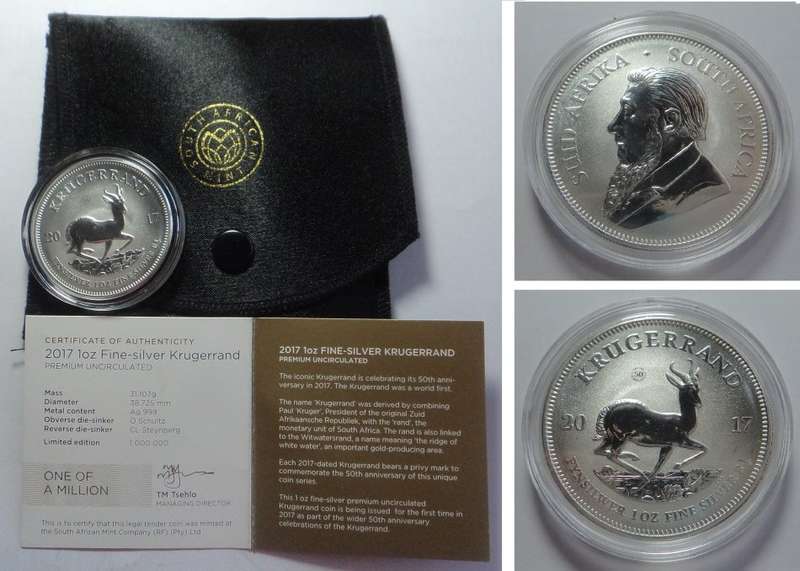 SOUTH AFRICAN MINT
KRUGERRAND
20 17
FYNSILWER 1 OZ FINE SILVER
CERTIFICATE OF AUTHENTICITY
2017 1oz Fine-silver Krugerrand
PREMIUM UNCIRCULATED
Mass 31.107g
Diameter 38.725 mm
Metal content Ag 999
Obverse die-sinker O Schultz
Reverse die-sinker CL Steynberg
Limited edition 1 000 000
ONE OF
A MILLION
TM Tsehlo
MANAGING DIRECTOR
This is to certify that this legal tender coin was minted at
the South African Mint Company (RF) (Pty) Ltd
2017 1oz FINE-SILVER KRUGERRAND
PREMIUM UNCIRCULATED
The iconic Krugerrand is celebrating its 50th anni-
versary in 2017. The Krugerrand was a world first.
The name 'Krugerrand' was derived by combining
Paul 'Kruger', President of the original Zuid
Afrikaansche Republiek, with the 'rand', the
monetary unit of South Africa. The rand is also linked
to the Witwatersrand, a name meaning 'the ridge of
white water', an important gold-producing area.
Each 2017-dated Krugerrand bears a privy mark to
commemorate the 50th anniversary of this unique
coin series.
This 1 oz fine-silver premium uncirculated
Krugerrand coin is being issued for the first time in
2017 as part of the wider 50th anniversary
celebrations of the Krugerrand.
SUID-AFRIKA · SOUTH AFRICA
KRUGERRAND
50
20 17
FYNSILWER 1 OZ FINE SILVER